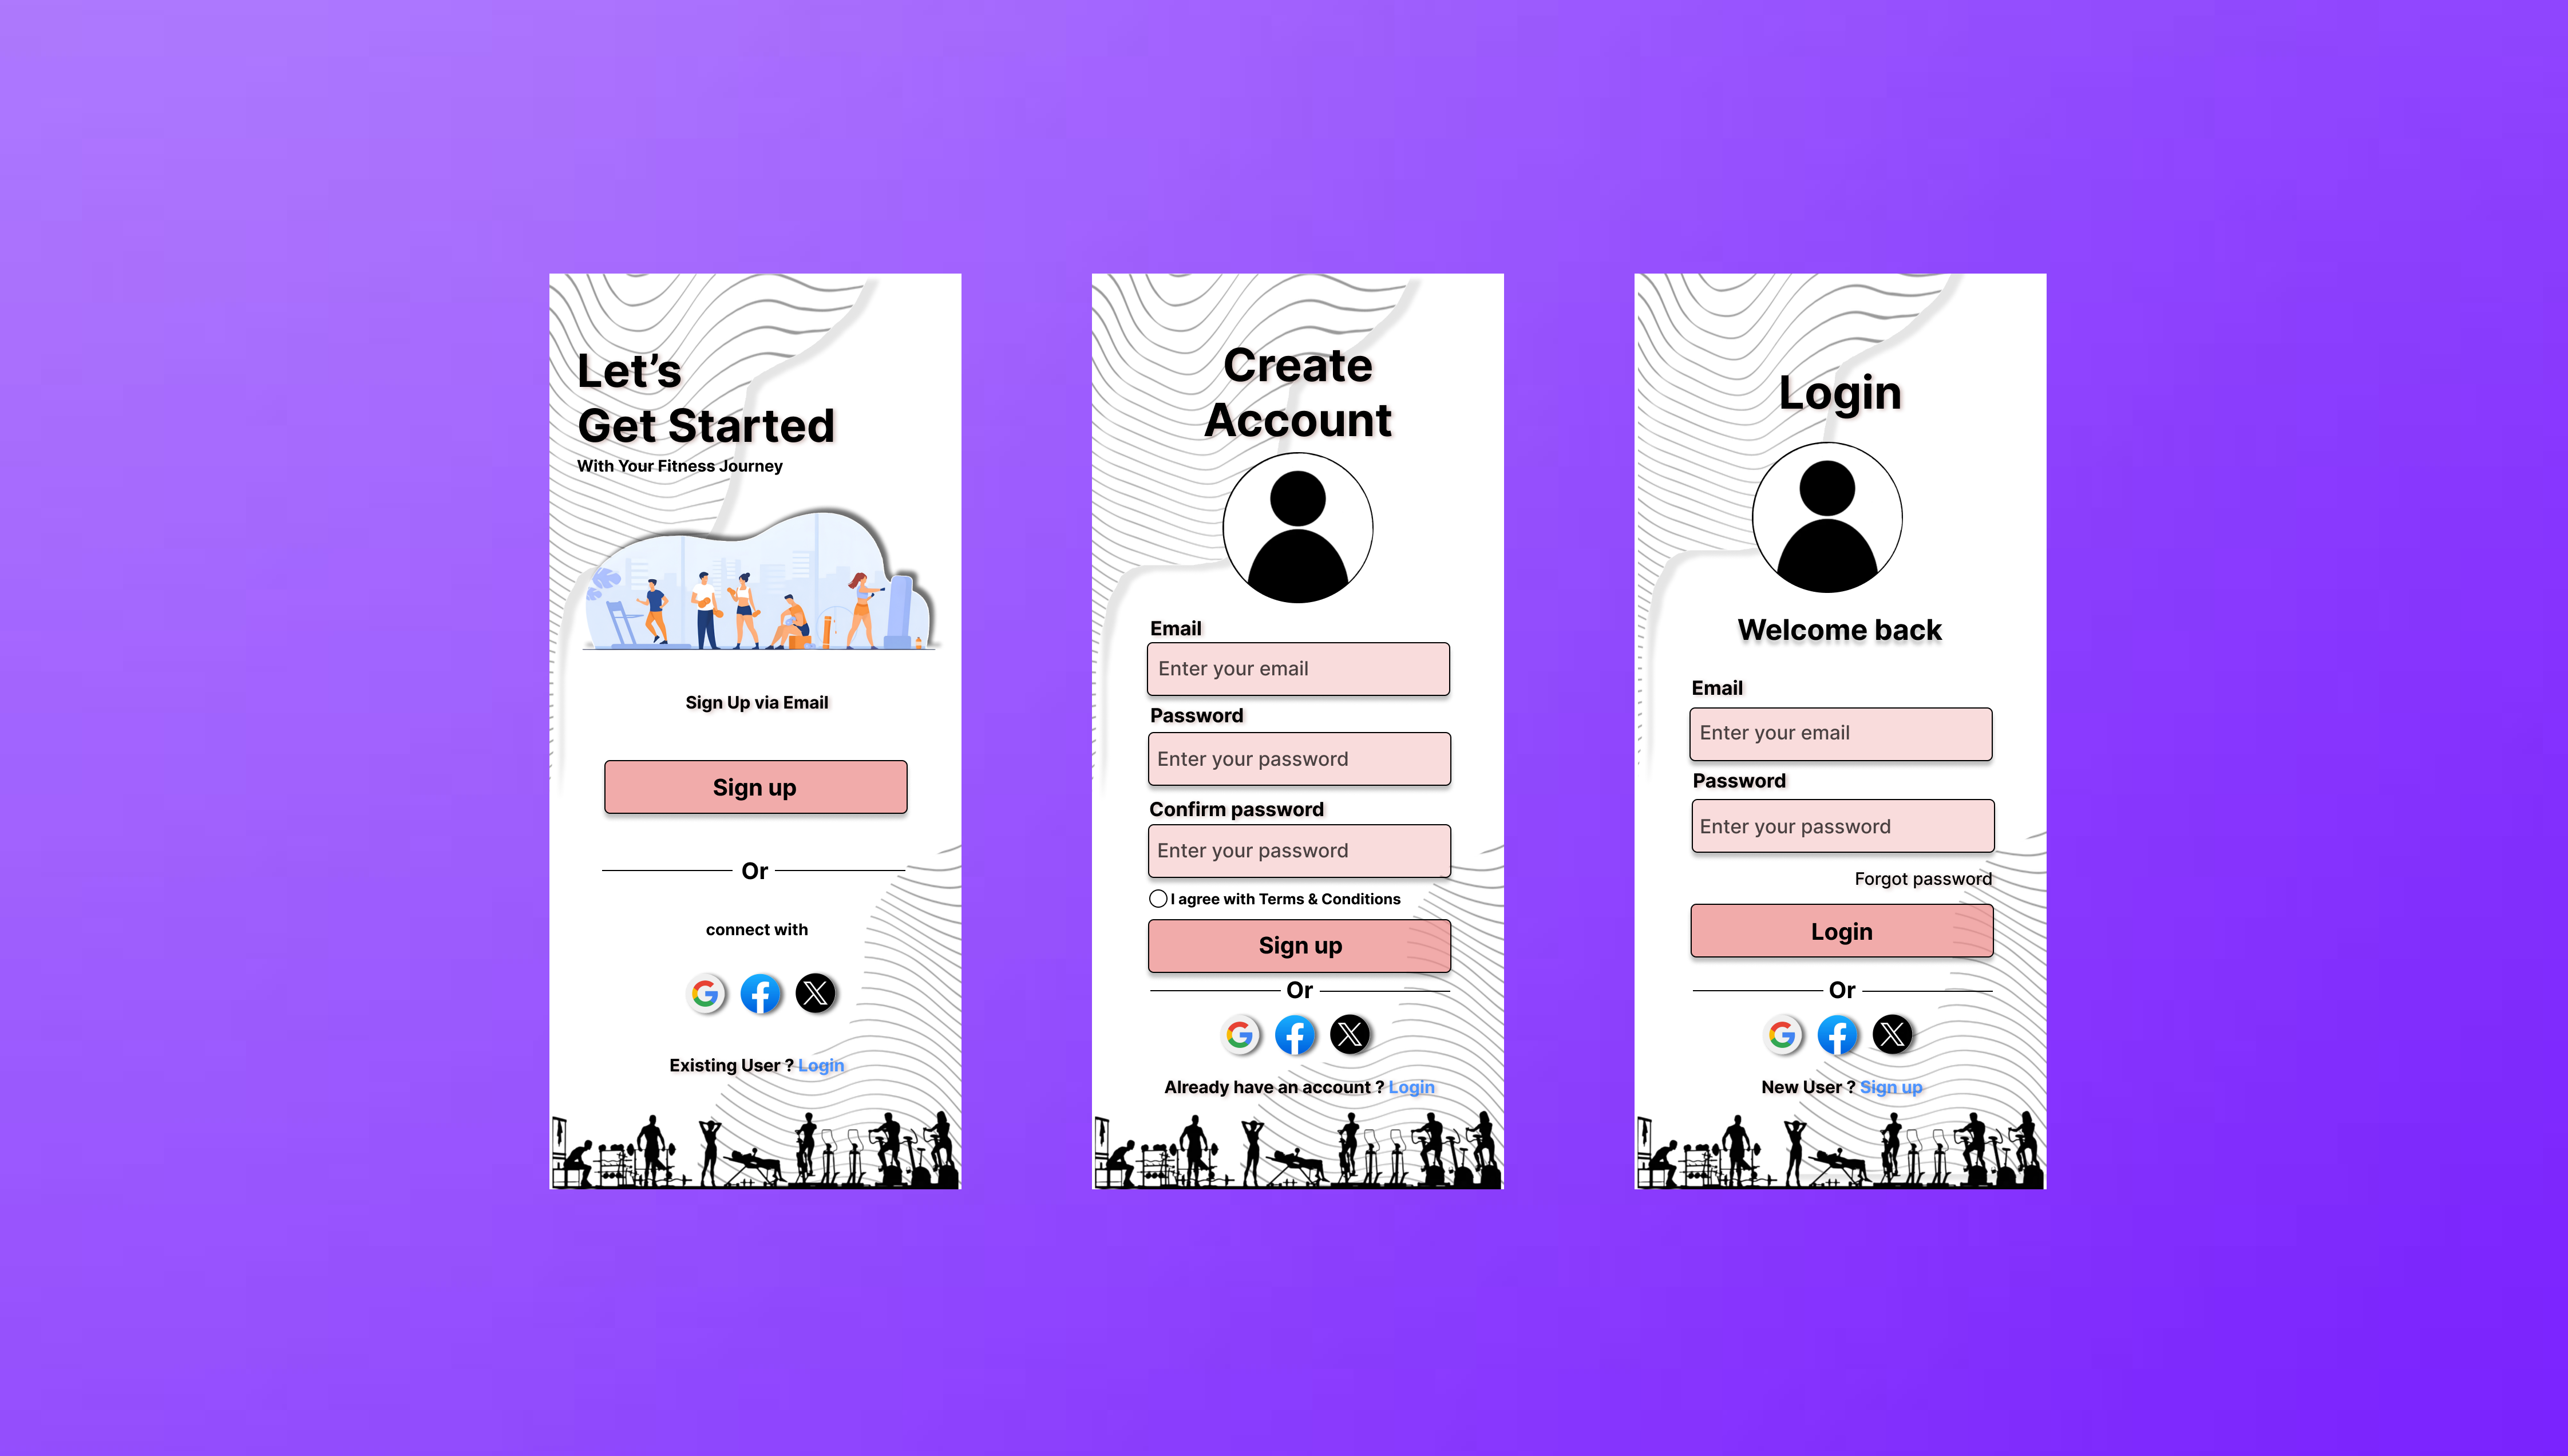 Let’s
Get Started
With Your Fitness Journey
Sign Up via Email
Sign up
Or
connect with
Existing User ? Login
Create
Account
Email
Enter your email
Password
Enter your password
Confirm password
Enter your password
I agree with Terms & Conditions
Sign up
Or
Already have an account ? Login
Login
Welcome back
Email
Enter your email
Password
Enter your password
Forgot password
Login
Or
New User ? Sign up